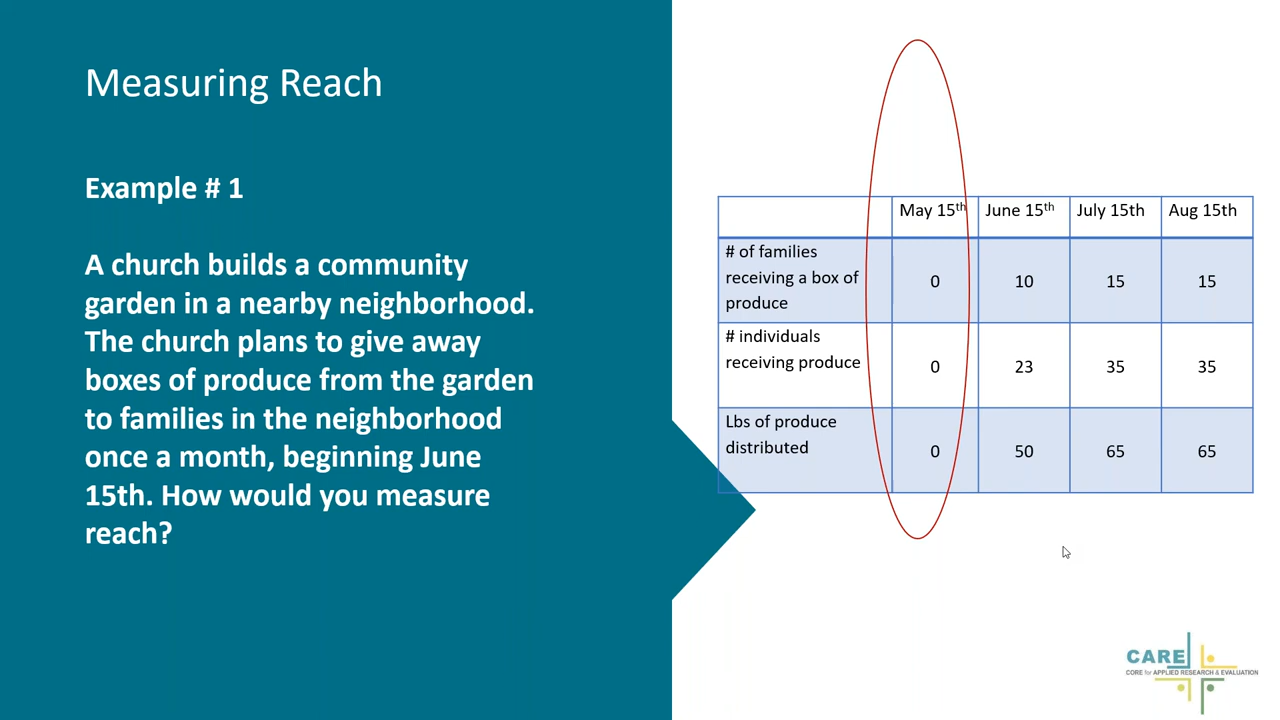 Measuring Reach
Example # 1
A church builds a community
garden in a nearby neighborhood.
The church plans to give away
boxes of produce from the garden
to families in the neighborhood
once a month, beginning June
15th. How would you measure
reach?
May 15th June 15th July 15th Aug 15th
# of families
receiving a box of
produce
0 10 15 15
# individuals
receiving produce
0 23 35 35
Lbs of produce
distributed
0 50 65 65
CARE
CORE for APPLIED RESEARCH & EVALUATION